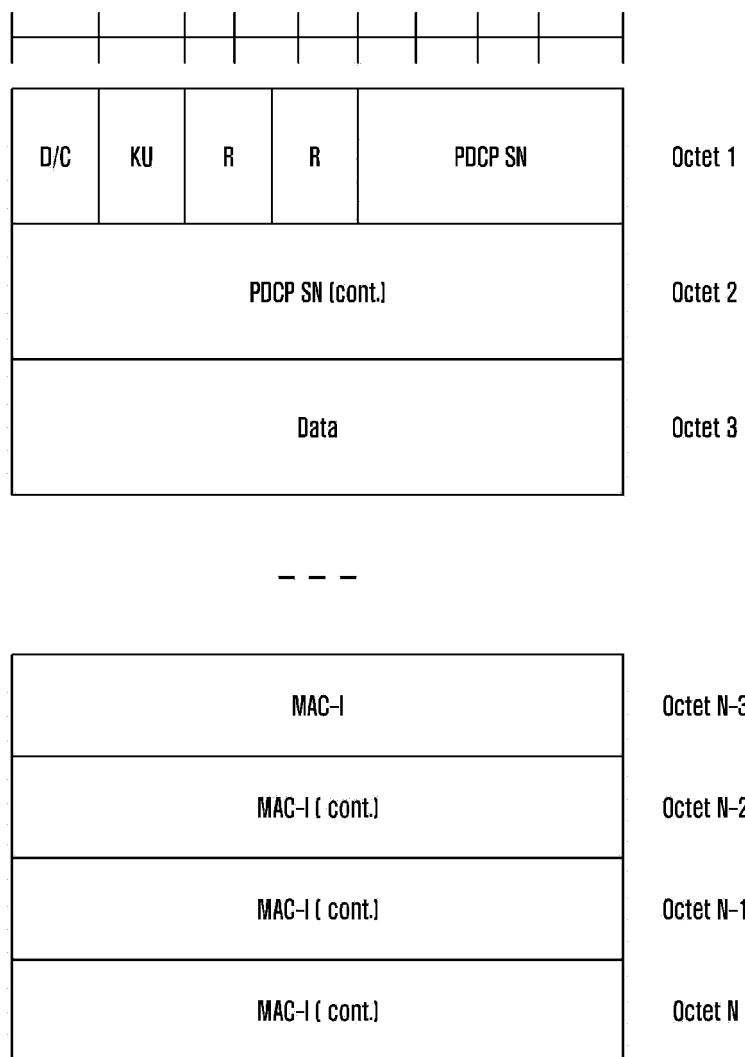 D/C KU R R PDCP SN Octet 1
PDCP SN (cont.) Octet 2
Data Octet 3
MAC-I Octet N-3
MAC-I ( cont.) Octet N-2
MAC-I ( cont.) Octet N-1
MAC-I ( cont.) Octet N